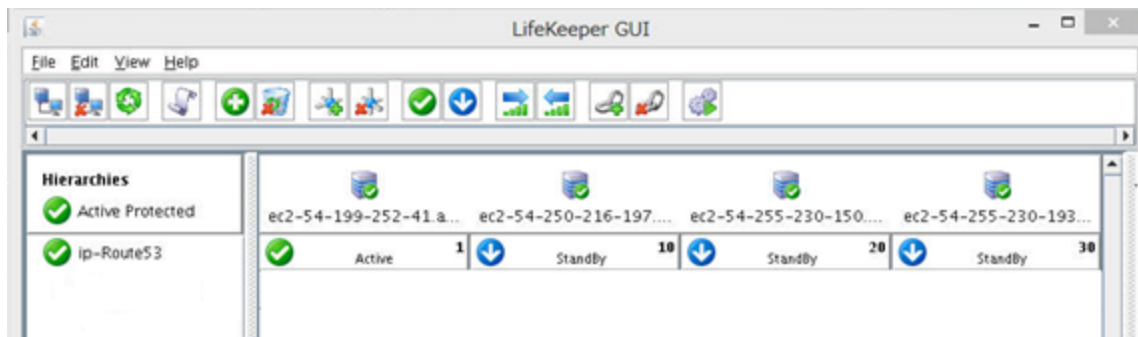 LifeKeeper GUI
File Edit View Help
Hierarchies
Active Protected
ec2-54-199-252-41.a... ec2-54-250-216-197.... ec2-54-255-230-150.... ec2-54-255-230-193...
ip-Route53
Active 1 StandBy 10 StandBy 20 StandBy 30